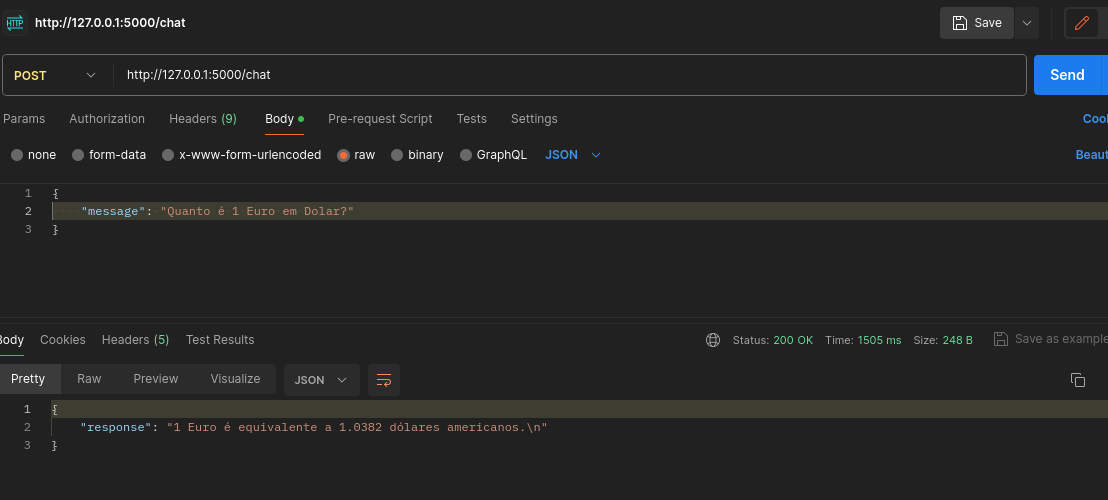 HTTP http://127.0.0.1:5000/chat Save
POST http://127.0.0.1:5000/chat Send
Params Authorization Headers (9) Body Pre-request Script Tests Settings Cool
none form-data x-www-form-urlencoded raw binary GraphQL JSON Beaut
1 {
2 "message": "Quanto é 1 Euro em Dolar?"
3 }
Body Cookies Headers (5) Test Results Status: 200 OK Time: 1505 ms Size: 248 B Save as example
Pretty Raw Preview Visualize JSON
1 {
2 "response": "1 Euro é equivalente a 1.0382 dólares americanos.\n"
3 }